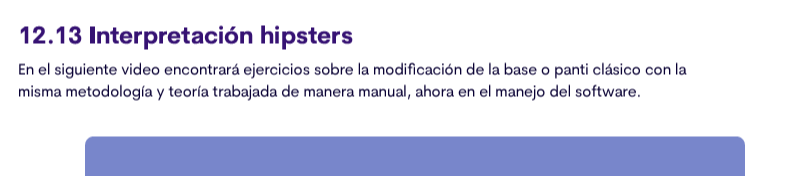 12.13 Interpretación hipsters
En el siguiente video encontrará ejercicios sobre la modificación de la base o panti clásico con la
misma metodología y teoría trabajada de manera manual, ahora en el manejo del software.